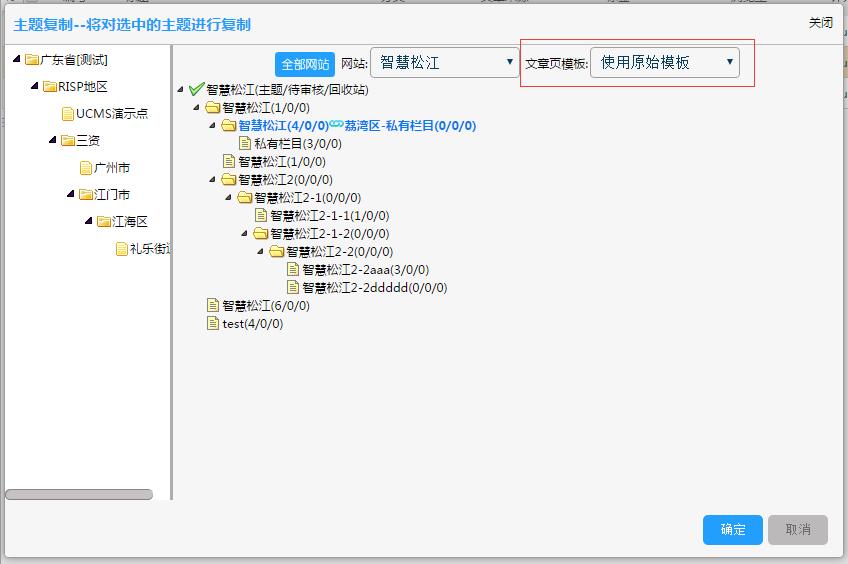 主题复制--将对选中的主题进行复制
关闭
广东省[测试]
RISP地区
UCMS演示点
三资
广州市
江门市
江海区
礼乐街道
全部网站 网站: 智慧松江 文章页模板: 使用原始模板
智慧松江(主题/待审核/回收站)
智慧松江(1/0/0)
智慧松江(4/0/0) 荔湾区-私有栏目(0/0/0)
私有栏目(3/0/0)
智慧松江(1/0/0)
智慧松江2(0/0/0)
智慧松江2-1(0/0/0)
智慧松江2-1-1(1/0/0)
智慧松江2-1-2(0/0/0)
智慧松江2-2(0/0/0)
智慧松江2-2aaa(3/0/0)
智慧松江2-2ddddd(0/0/0)
智慧松江(6/0/0)
test(4/0/0)
确定 取消